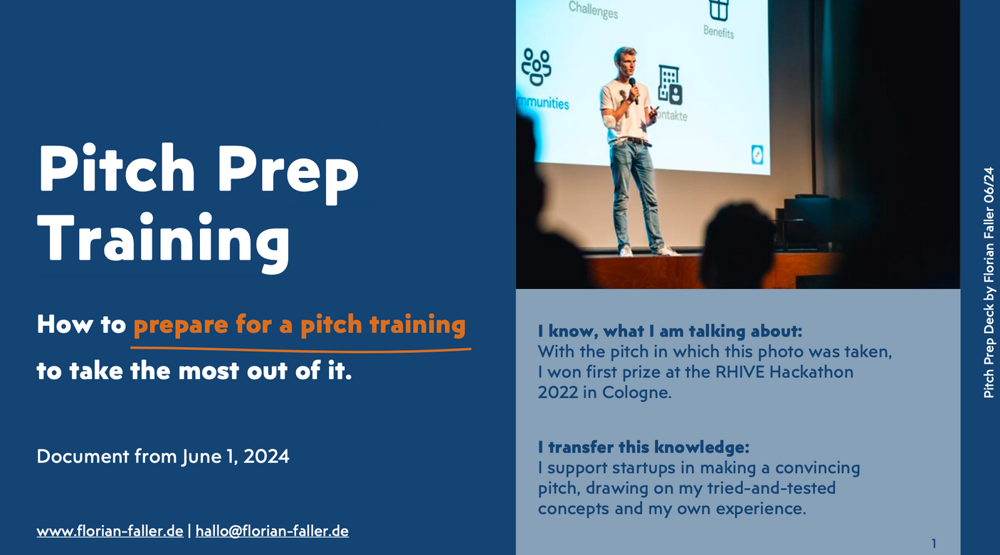 Pitch Prep
Training
How to prepare for a pitch training
to take the most out of it.
Document from June 1, 2024
www.florian-faller.de | hallo@florian-faller.de
Challenges
Benefits
mmunities
ontakte
I know, what I am talking about:
With the pitch in which this photo was taken,
I won first prize at the RHIVE Hackathon
2022 in Cologne.
I transfer this knowledge:
I support startups in making a convincing
pitch, drawing on my tried-and-tested
concepts and my own experience.
1
Pitch Prep Deck by Florian Faller 06/24